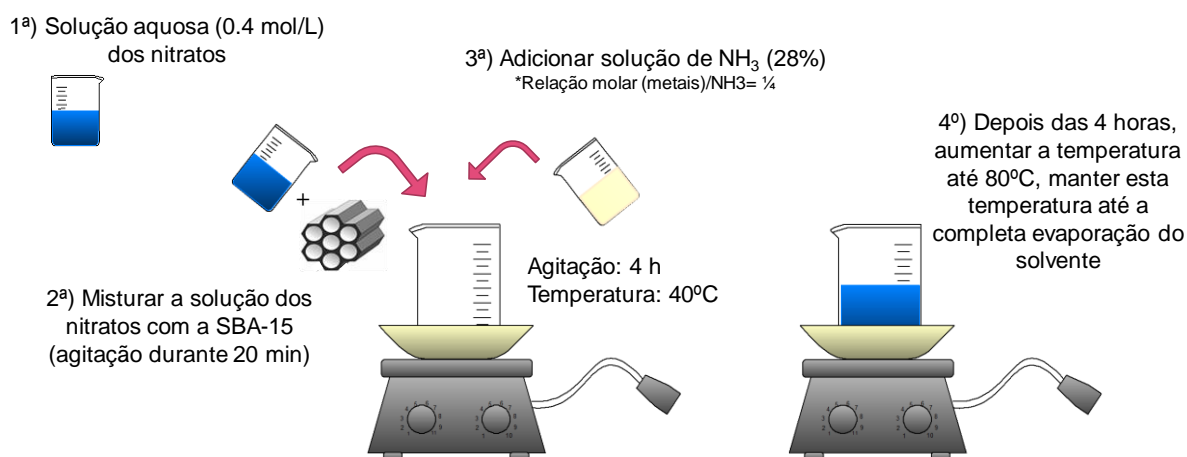 1ª) Solução aquosa (0.4 mol/L)
dos nitratos
3ª) Adicionar solução de NH₃ (28%)
*Relação molar (metais)/NH3= ¼
4º) Depois das 4 horas,
aumentar a temperatura
até 80ºC, manter esta
temperatura até a
completa evaporação do
solvente
+
Agitação: 4 h
Temperatura: 40ºC
2ª) Misturar a solução dos
nitratos com a SBA-15
(agitação durante 20 min)